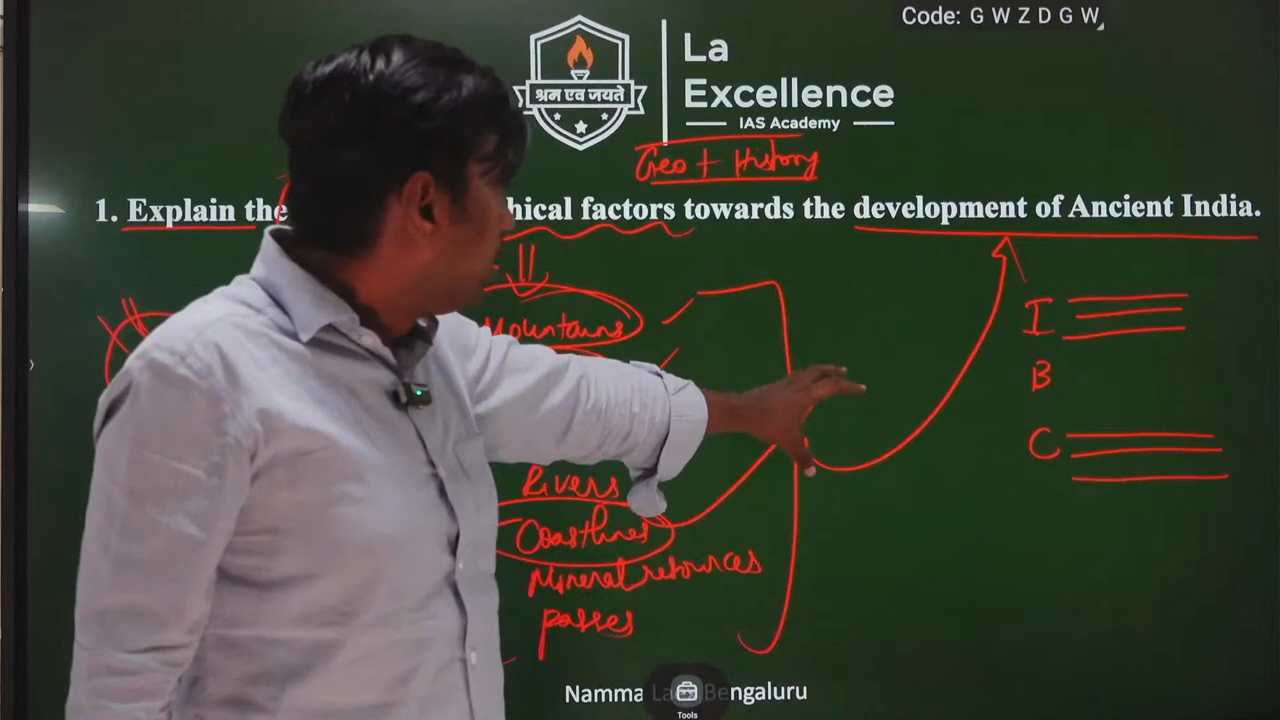 Code: G W Z D G W
La
Excellence
IAS Academy
श्रम एव जयते
Geo + History
1. Explain the hical factors towards the development of Ancient India.
Mountains
I
B
C
Rivers
Coastlines
Mineral resources
passes
Namma Bengaluru
Tools